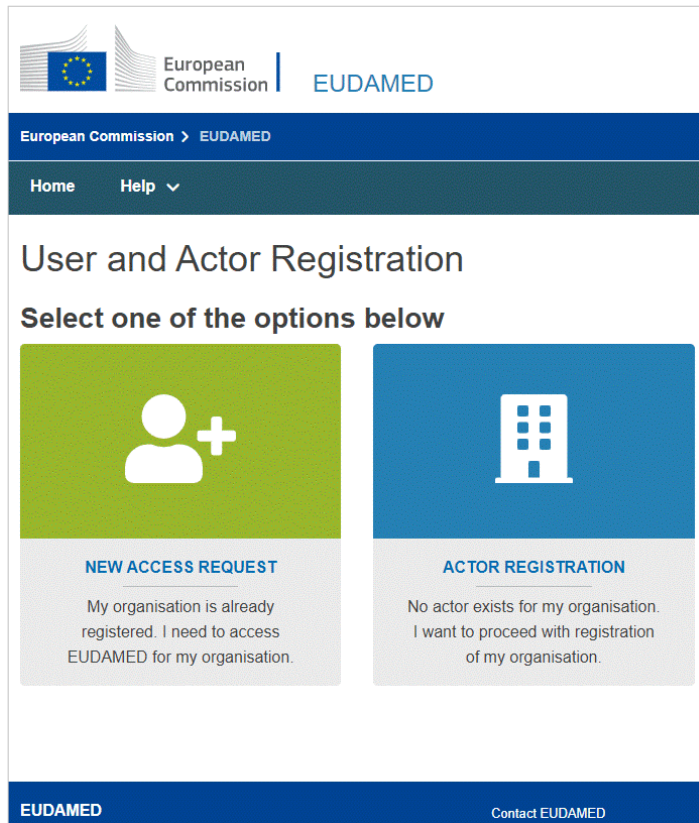 European
Commission
EUDAMED
European Commission > EUDAMED
Home Help
User and Actor Registration
Select one of the options below
NEW ACCESS REQUEST
My organisation is already
registered. I need to access
EUDAMED for my organisation.
ACTOR REGISTRATION
No actor exists for my organisation.
I want to proceed with registration
of my organisation.
EUDAMED
Contact EUDAMED